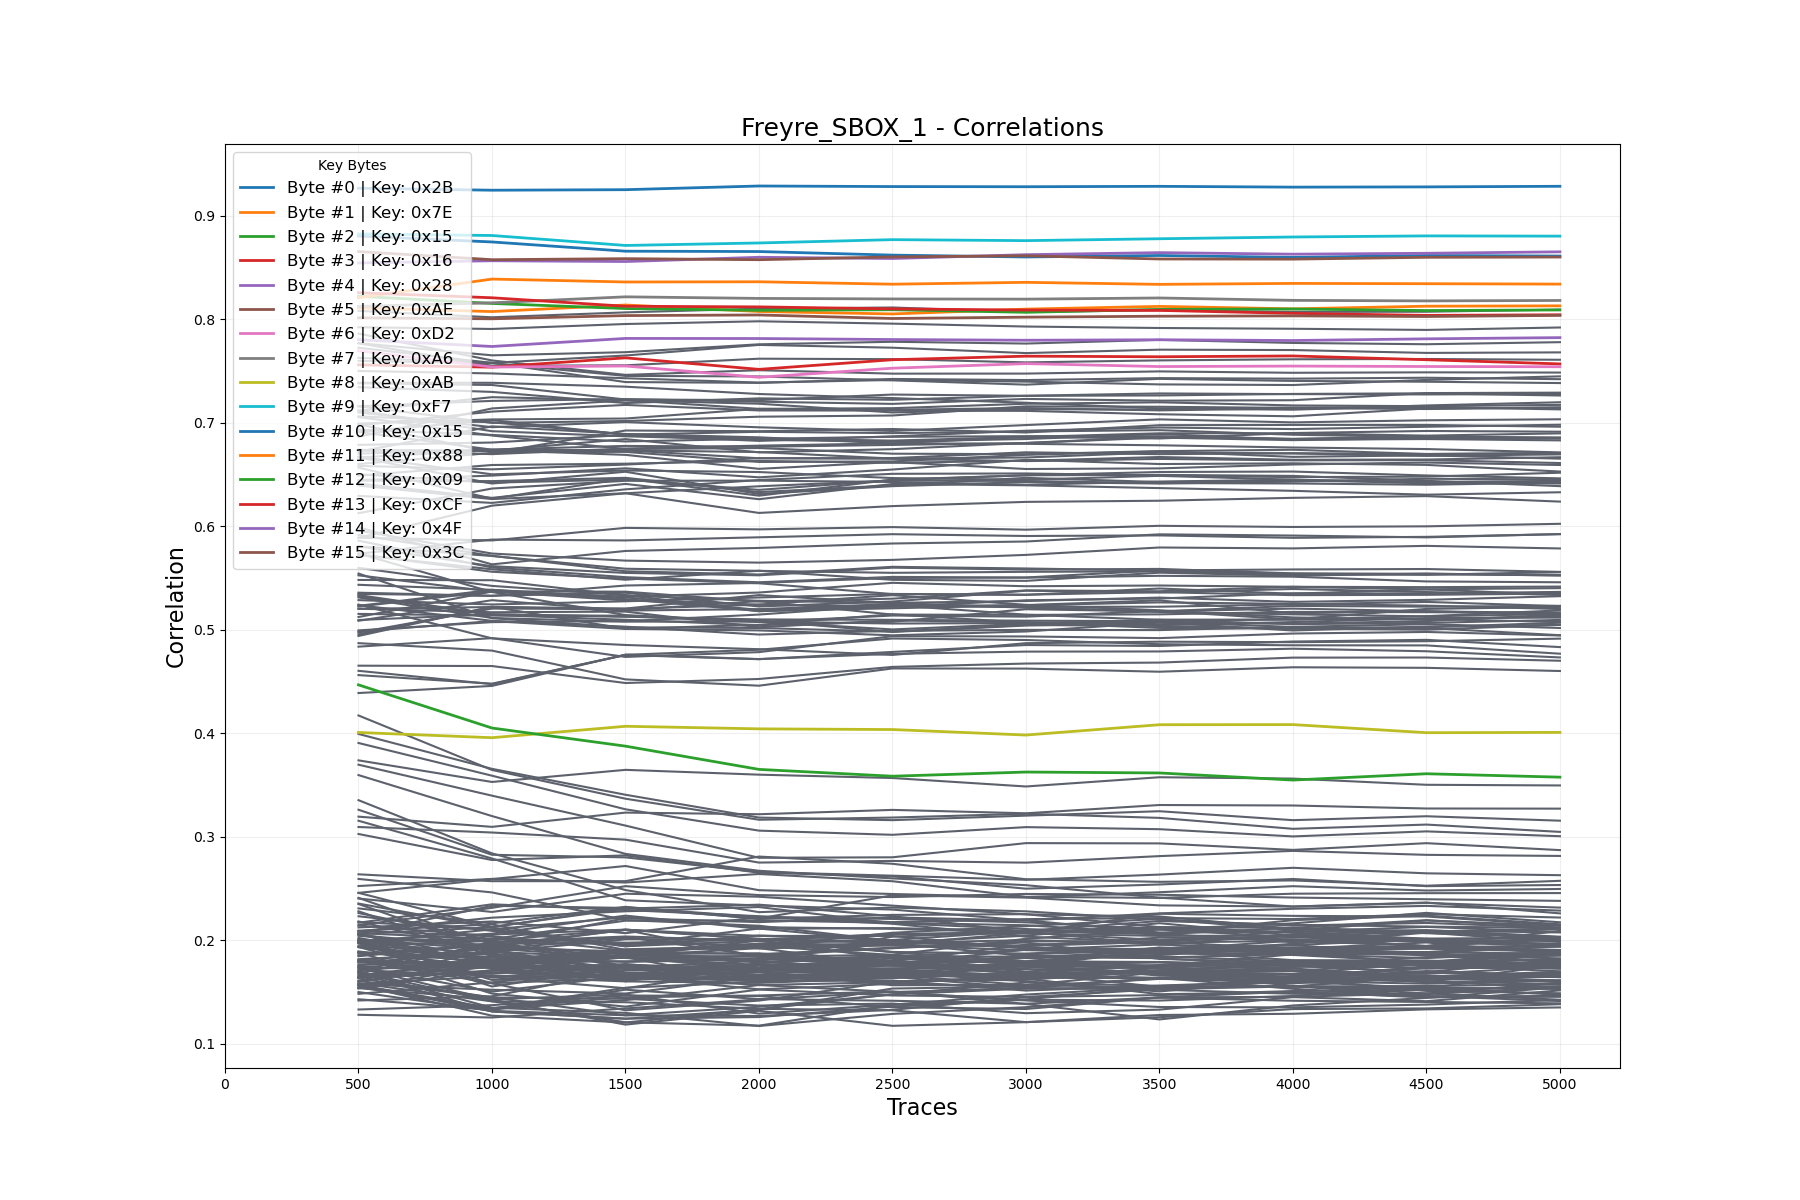 Freyre_SBOX_1 - Correlations
Key Bytes
Byte #0 | Key: 0x2B
Byte #1 | Key: 0x7E
Byte #2 | Key: 0x15
Byte #3 | Key: 0x16
Byte #4 | Key: 0x28
Byte #5 | Key: 0xAE
Byte #6 | Key: 0xD2
Byte #7 | Key: 0xA6
Byte #8 | Key: 0xAB
Byte #9 | Key: 0xF7
Byte #10 | Key: 0x15
Byte #11 | Key: 0x88
Byte #12 | Key: 0x09
Byte #13 | Key: 0xCF
Byte #14 | Key: 0x4F
Byte #15 | Key: 0x3C
Correlation
0.9
0.8
0.7
0.6
0.5
0.4
0.3
0.2
0.1
0 500 1000 1500 2000 2500 3000 3500 4000 4500 5000
Traces